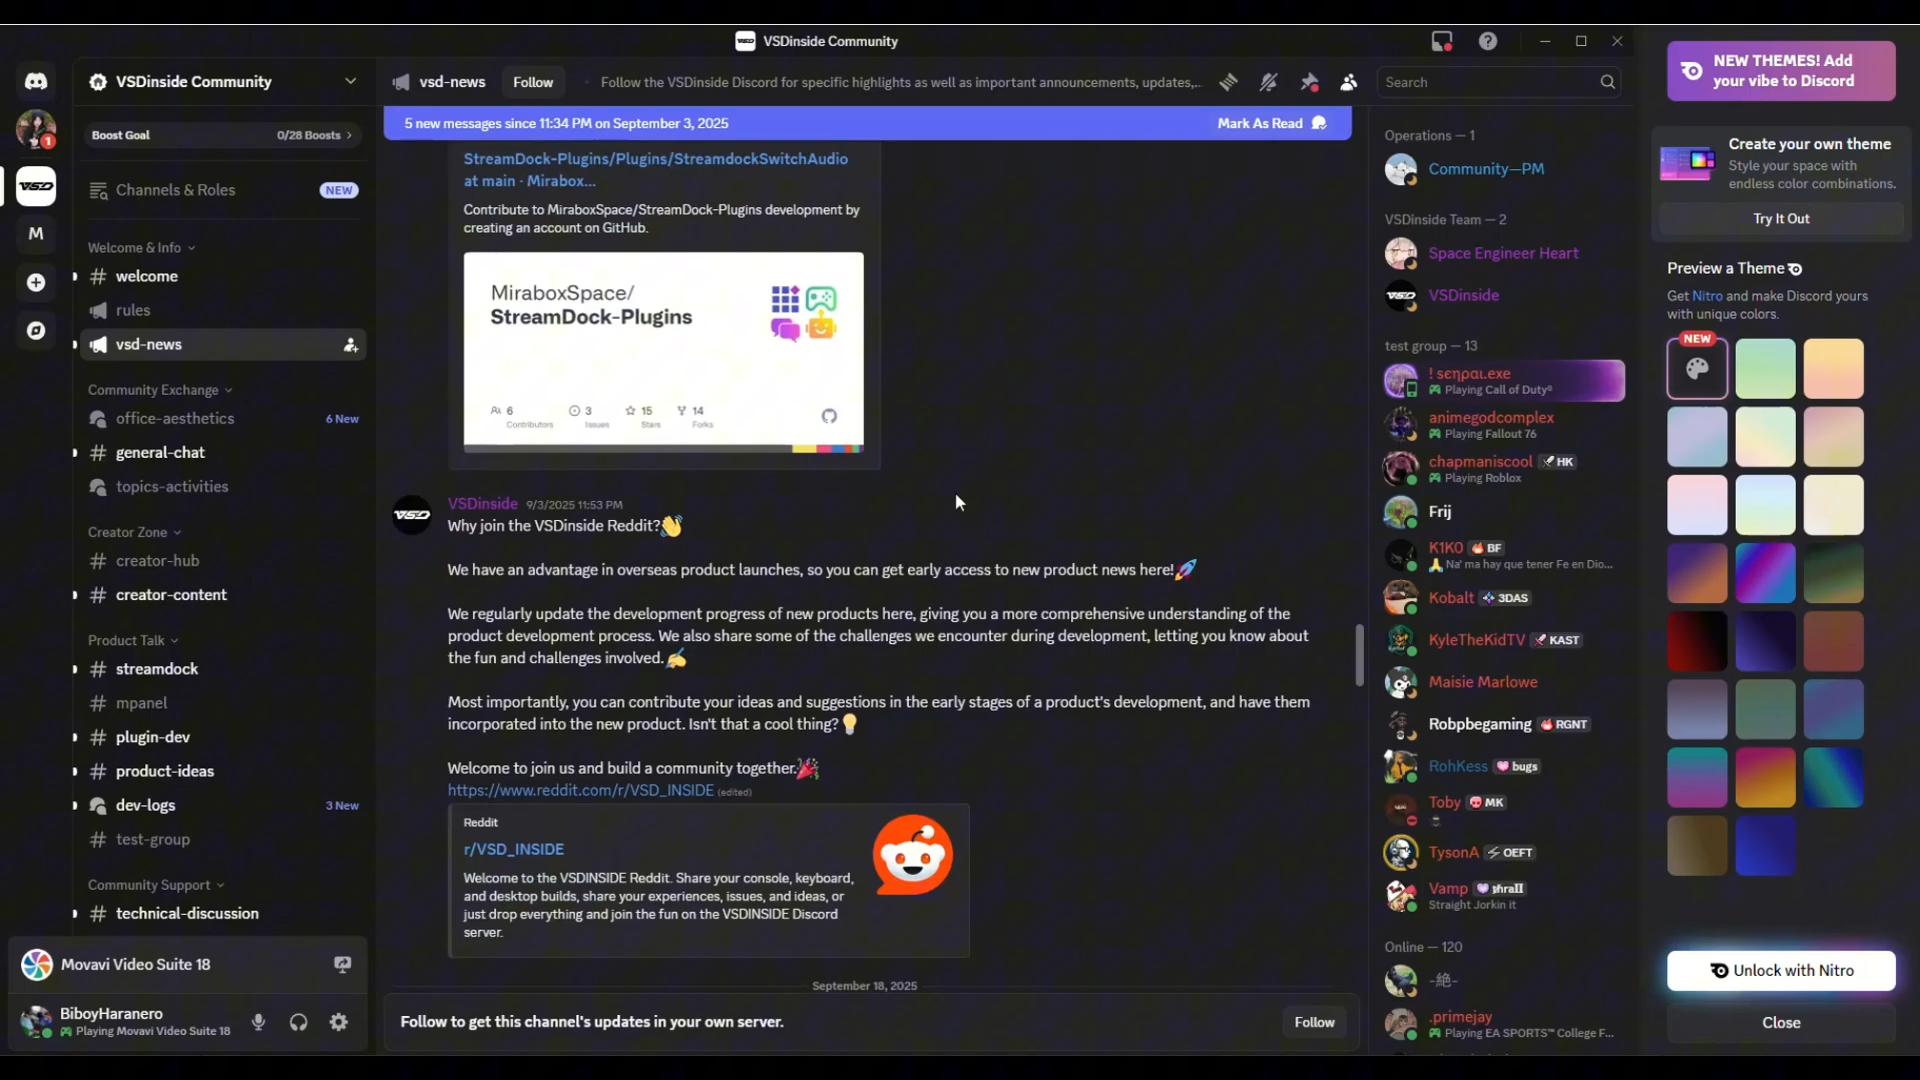 VSDinside Community
VSDinside Community
Boost Goal
0/28 Boosts
Channels & Roles
NEW
Welcome & Info
welcome
rules
vsd-news
Community Exchange
office-aesthetics
6 New
general-chat
topics-activities
Creator Zone
creator-hub
creator-content
Product Talk
streamdock
mpanel
plugin-dev
product-ideas
dev-logs
3 New
test-group
Community Support
technical-discussion
Movavi Video Suite 18
BiboyHaranero
Playing Movavi Video Suite 18
1
VSD
M
vsd-news
Follow
Follow the VSDinside Discord for specific highlights as well as important announcements, updates,...
Search
5 new messages since 11:34 PM on September 3, 2025
Mark As Read
StreamDock-Plugins/Plugins/StreamdockSwitchAudio
at main · Mirabox...
Contribute to MiraboxSpace/StreamDock-Plugins development by
creating an account on GitHub.
MiraboxSpace/
StreamDock-Plugins
6
Contributors
3
Issues
15
Stars
14
Forks
VSD
VSDinside 9/3/2025 11:53 PM
Why join the VSDinside Reddit?👋
We have an advantage in overseas product launches, so you can get early access to new product news here!🚀
We regularly update the development progress of new products here, giving you a more comprehensive understanding of the
product development process. We also share some of the challenges we encounter during development, letting you know about
the fun and challenges involved.✍️
Most importantly, you can contribute your ideas and suggestions in the early stages of a product's development, and have them
incorporated into the new product. Isn't that a cool thing?💡
Welcome to join us and build a community together.🎉
https://www.reddit.com/r/VSD_INSIDE (edited)
Reddit
r/VSD_INSIDE
Welcome to the VSDINSIDE Reddit. Share your console, keyboard,
and desktop builds, share your experiences, issues, and ideas, or
just drop everything and join the fun on the VSDINSIDE Discord
server.
September 18, 2025
Follow to get this channel's updates in your own server.
Follow
Operations — 1
Community—PM
VSDinside Team — 2
Space Engineer Heart
VSDinside
test group — 13
! sєηραι.exe
Playing Call of Duty®
animegodcomplex
Playing Fallout 76
chapmaniscool HK
Playing Roblox
Frij
K1K0 BF
🙏 Na' ma hay que tener Fe en Dio...
Kobalt 3DAS
KyleTheKidTV KAST
Maisie Marlowe
Robpbegaming RGNT
RohKess bugs
Toby MK
TysonA OEFT
Vamp
Straight Jorkin it
Online — 120
-絶-
.primejay
Playing EA SPORTS™ College F...
NEW THEMES! Add
your vibe to Discord
Create your own theme
Style your space with
endless color combinations.
Try It Out
Preview a Theme
Get Nitro and make Discord yours
with unique colors.
NEW
Unlock with Nitro
Close